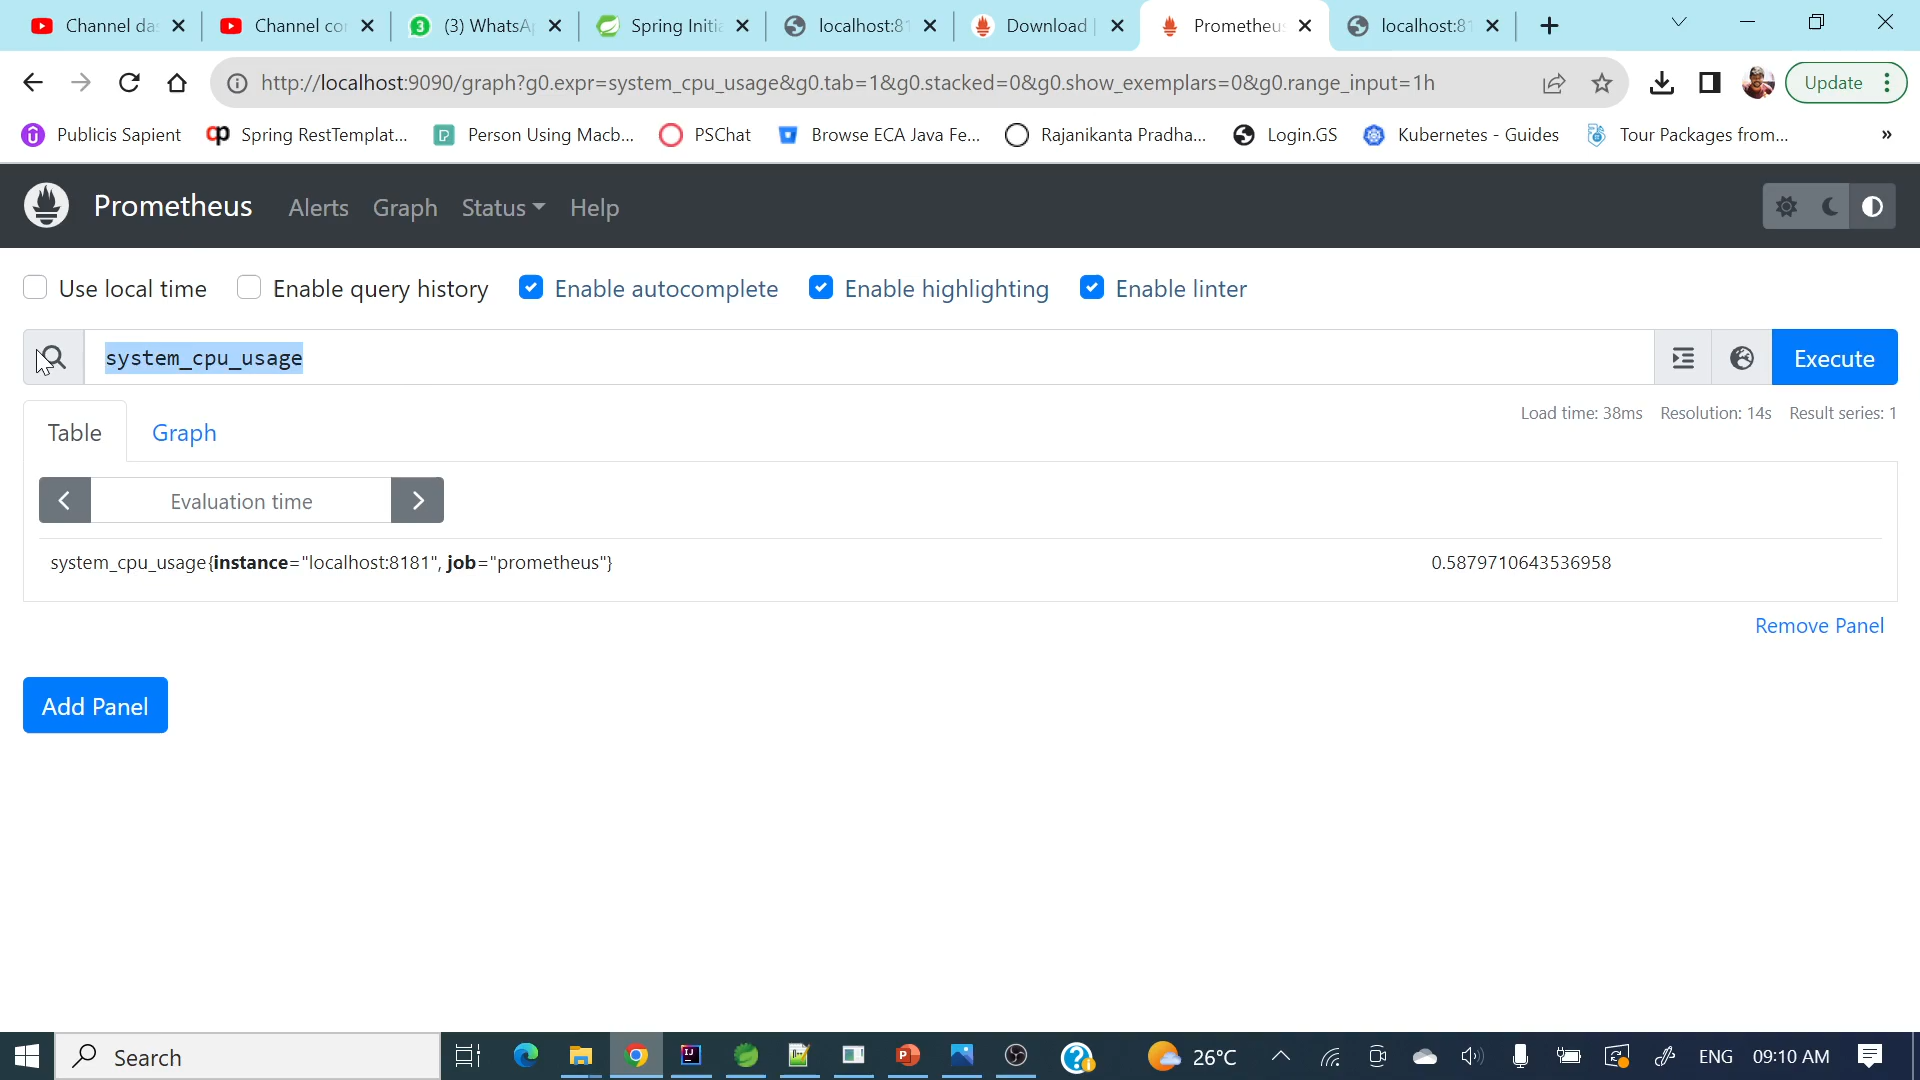 Channel da
Channel cor
(3) WhatsA
Spring Initia
localhost:81
Download |
Prometheus
localhost:81
http://localhost:9090/graph?g0.expr=system_cpu_usage&g0.tab=1&g0.stacked=0&g0.show_exemplars=0&g0.range_input=1h
Update
Publicis Sapient
Spring RestTemplat...
Person Using Macb...
PSChat
Browse ECA Java Fe...
Rajanikanta Pradha...
Login.GS
Kubernetes - Guides
Tour Packages from...
»
Prometheus Alerts Graph Status Help
Use local time Enable query history Enable autocomplete Enable highlighting Enable linter
system_cpu_usage
Execute
Load time: 38ms Resolution: 14s Result series: 1
Table Graph
Evaluation time
system_cpu_usage{instance="localhost:8181", job="prometheus"} 0.5879710643536958
Remove Panel
Add Panel
Search
26°C
ENG
09:10 AM